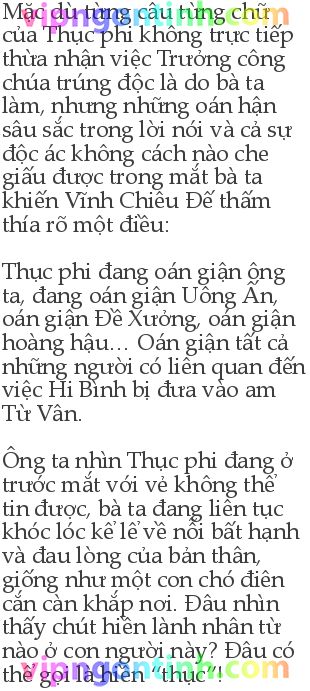 Mặc dù từng câu từng chữ
của Thục phi không trực tiếp
thừa nhận việc Trưởng công
chúa trúng độc là do bà ta
làm, nhưng những oán hận
sâu sắc trong lời nói và cả sự
độc ác không cách nào che
giấu được trong mắt bà ta
khiến Vĩnh Chiêu Đế thấm
thía rõ một điều:
Thục phi đang oán giận ông
ta, đang oán giận Uông Ấn,
oán giận Đề Xưởng, oán giận
hoàng hậu… Oán giận tất cả
những người có liên quan đến
việc Hi Bình bị đưa vào am
Từ Vân.
Ông ta nhìn Thục phi đang ở
trước mắt với vẻ không thể
tin được, bà ta đang liên tục
khóc lóc kể lể về nỗi bất hạnh
và đau lòng của bản thân,
giống như một con chó điên
cắn càn khắp nơi. Đâu nhìn
thấy chút hiền lành nhân từ
nào ở con người này? Đâu có
thể gọi là hiền “thục”!
vipngontinh.com
vipngontinh.com